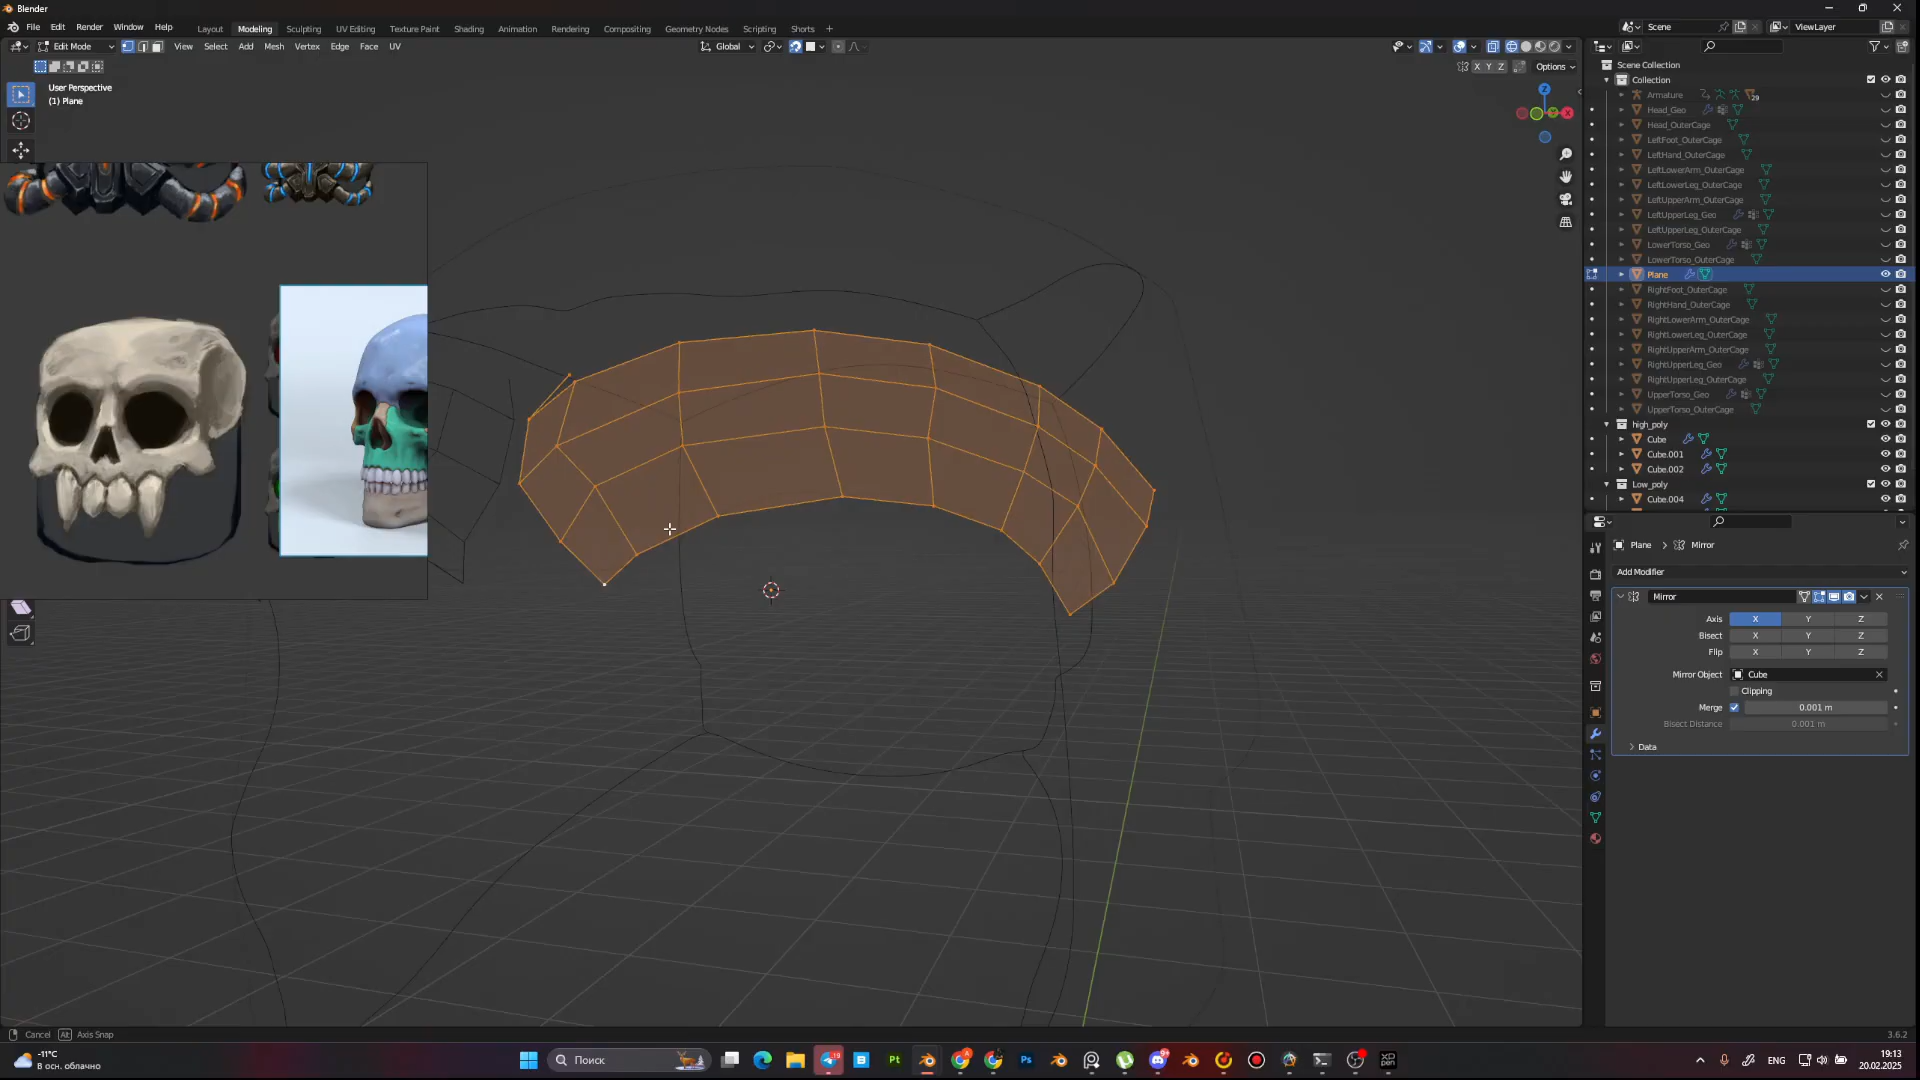 Blender
File Edit Render Window Help
Layout Modeling Sculpting UV Editing Texture Paint Shading Animation Rendering Compositing Geometry Nodes Scripting Shorts +
Scene
ViewLayer
Edit Mode View Select Add Mesh Vertex Edge Face UV
Global
X Y Z Options
User Perspective
(1) Plane
Z
X
Scene Collection
Collection
Armature 29
Head_Geo
Head_OuterCage
LeftFoot_OuterCage
LeftHand_OuterCage
LeftLowerArm_OuterCage
LeftLowerLeg_OuterCage
LeftUpperArm_OuterCage
LeftUpperLeg_Geo
LeftUpperLeg_OuterCage
LowerTorso_Geo
LowerTorso_OuterCage
Plane
RightFoot_OuterCage
RightHand_OuterCage
RightLowerArm_OuterCage
RightLowerLeg_OuterCage
RightUpperArm_OuterCage
RightUpperLeg_Geo
RightUpperLeg_OuterCage
UpperTorso_Geo
UpperTorso_OuterCage
high_poly
Cube
Cube.001
Cube.002
Low_poly
Cube.004
Plane Mirror
Add Modifier
Mirror
Axis X Y Z
Bisect X Y Z
Flip X Y Z
Mirror Object Cube
Clipping
Merge 0.001 m
Bisect Distance 0.001 m
Data
Cancel Alt Axis Snap
3.6.2
-11°C
В осн. облачно
Поиск
ENG
19:13
20.02.2025